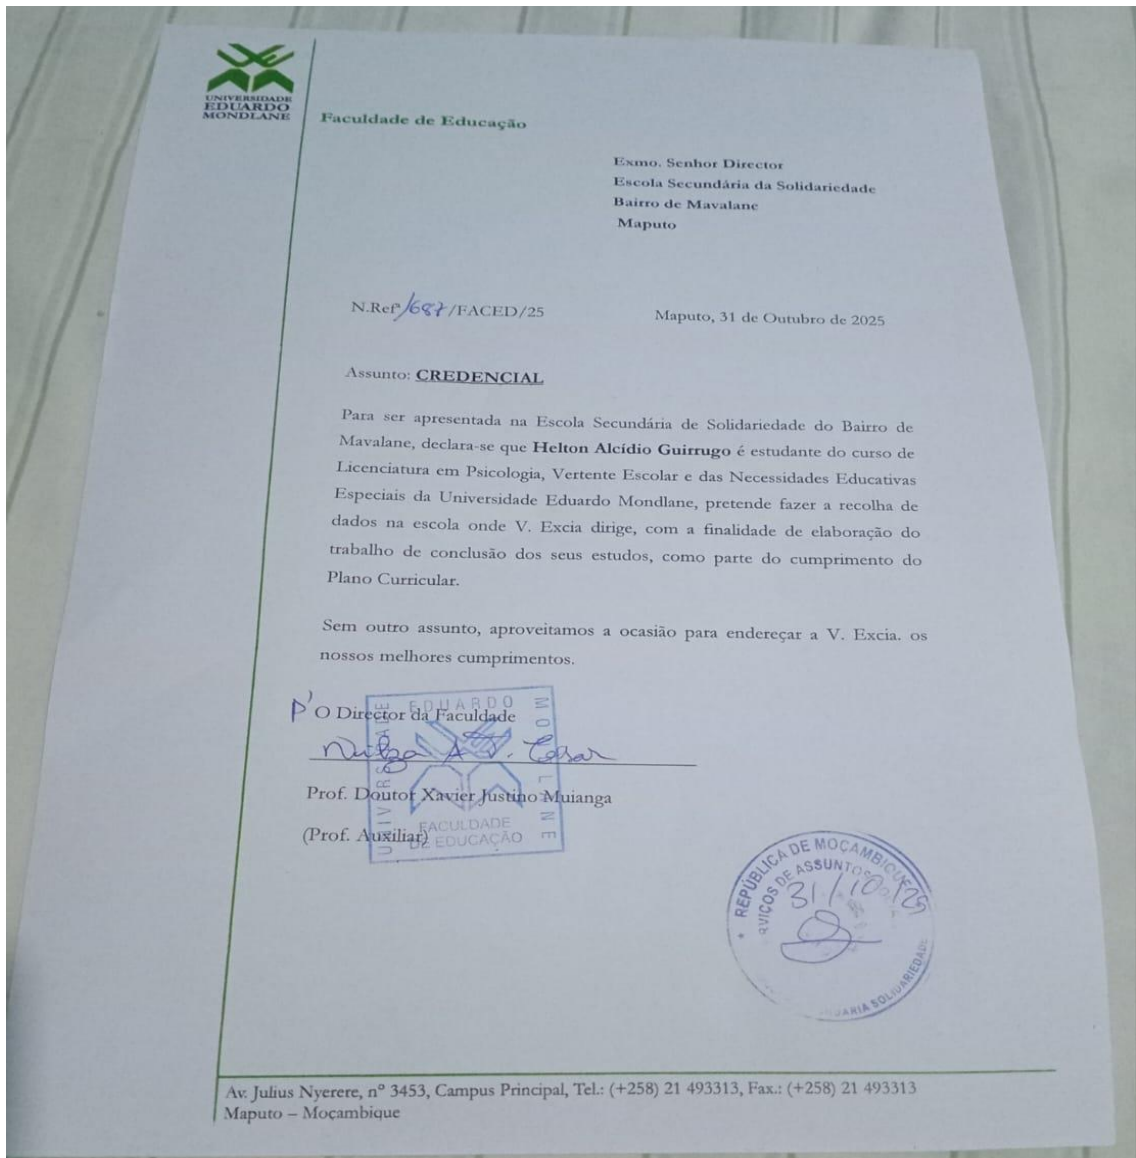 UNIVERSIDADE
EDUARDO
MONDLANE
Faculdade de Educação
Exmo. Senhor Director
Escola Secundária da Solidariedade
Bairro de Mavalane
Maputo
N.Refª/687/FACED/25
Maputo, 31 de Outubro de 2025
Assunto: CREDENCIAL
Para ser apresentada na Escola Secundária de Solidariedade do Bairro de
Mavalane, declara-se que Helton Alcídio Guirrugo é estudante do curso de
Licenciatura em Psicologia, Vertente Escolar e das Necessidades Educativas
Especiais da Universidade Eduardo Mondlane, pretende fazer a recolha de
dados na escola onde V. Excia dirige, com a finalidade de elaboração do
trabalho de conclusão dos seus estudos, como parte do cumprimento do
Plano Curricular.
Sem outro assunto, aproveitamos a ocasião para endereçar a V. Excia. os
nossos melhores cumprimentos.
P'O Director da Faculdade
Prof. Doutor Xavier Justino Muianga
(Prof. Auxiliar)
UNIVERSIDADE EDUARDO MONDLANE
FACULDADE
DE EDUCAÇÃO
REPÚBLICA DE MOÇAMBIQUE
DE ASSUNTOS
31/10/25
SOLIDARIEDADE
Av. Julius Nyerere, nº 3453, Campus Principal, Tel.: (+258) 21 493313, Fax.: (+258) 21 493313
Maputo – Moçambique